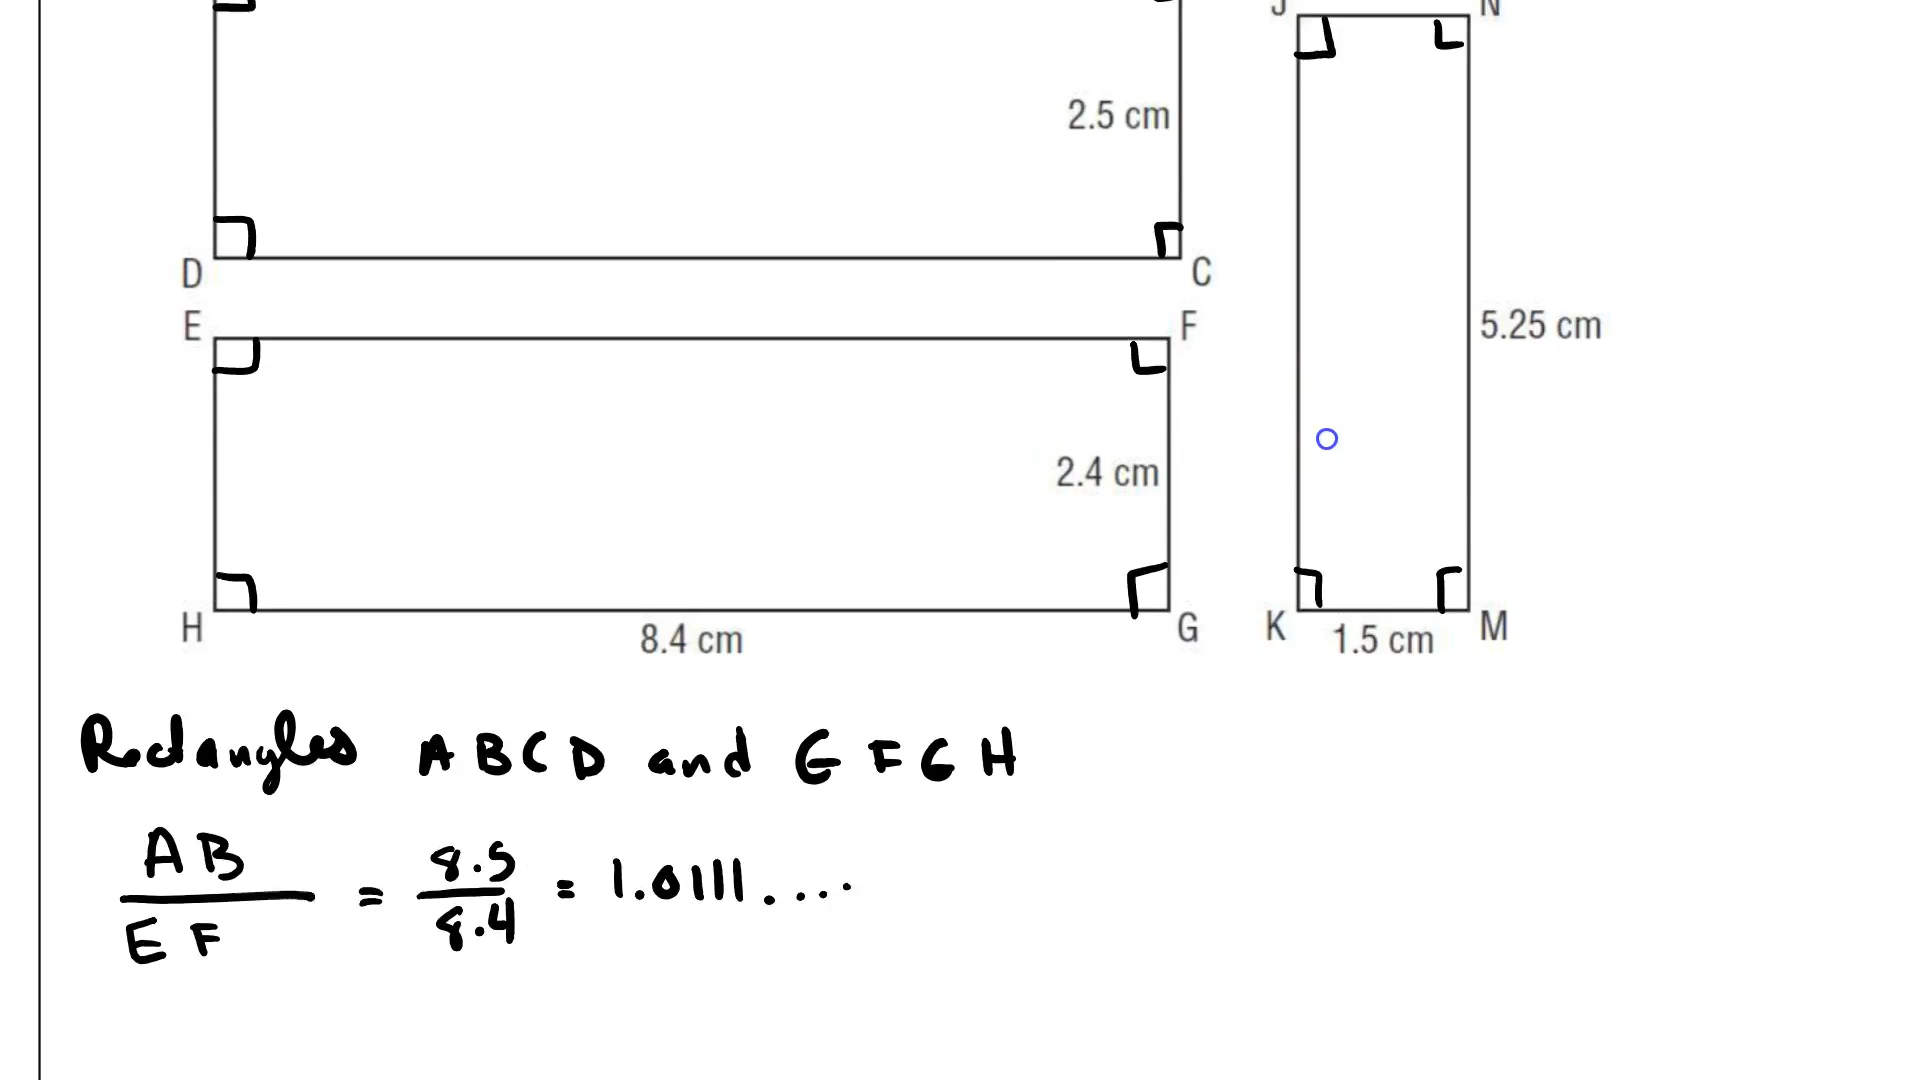 J N
2.5 cm
D C
E F
5.25 cm
2.4 cm
H G K M
8.4 cm 1.5 cm
Rectangles ABCD and EFGH
AB
EF
= 8.5
8.4
= 1.0111....